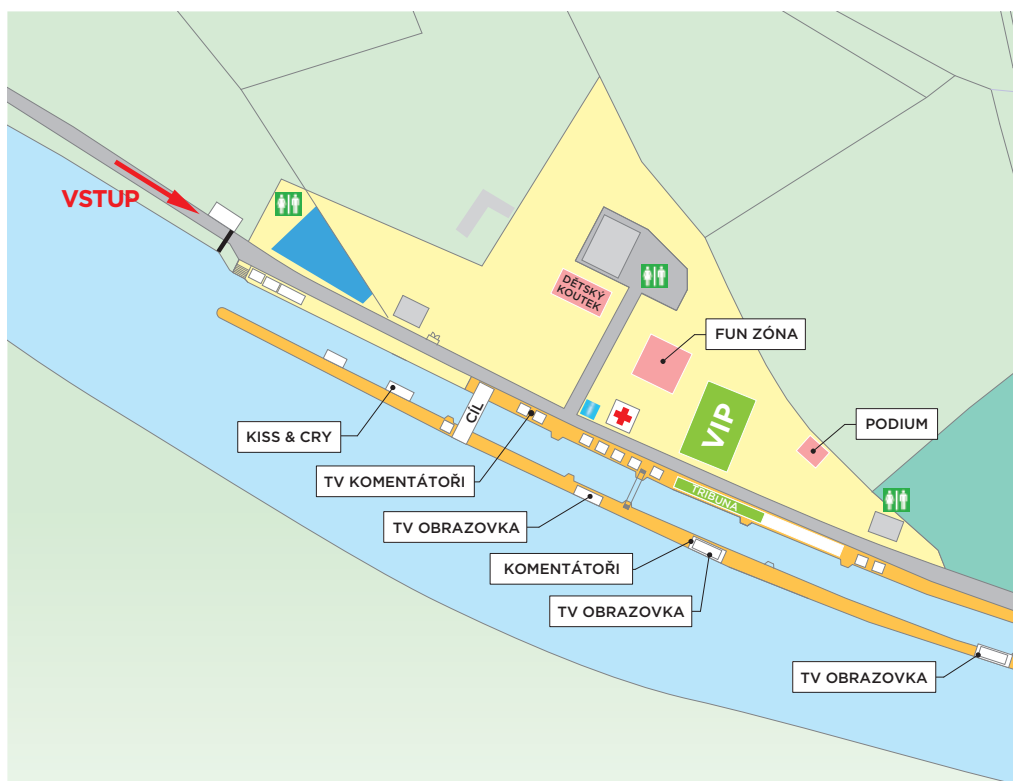 VSTUP
DĚTSKÝ
KOUTEK
FUN ZÓNA
VIP
PODIUM
CÍL
KISS & CRY
TV KOMENTÁTOŘI
TRIBUNA
TV OBRAZOVKA
KOMENTÁTOŘI
TV OBRAZOVKA
TV OBRAZOVKA